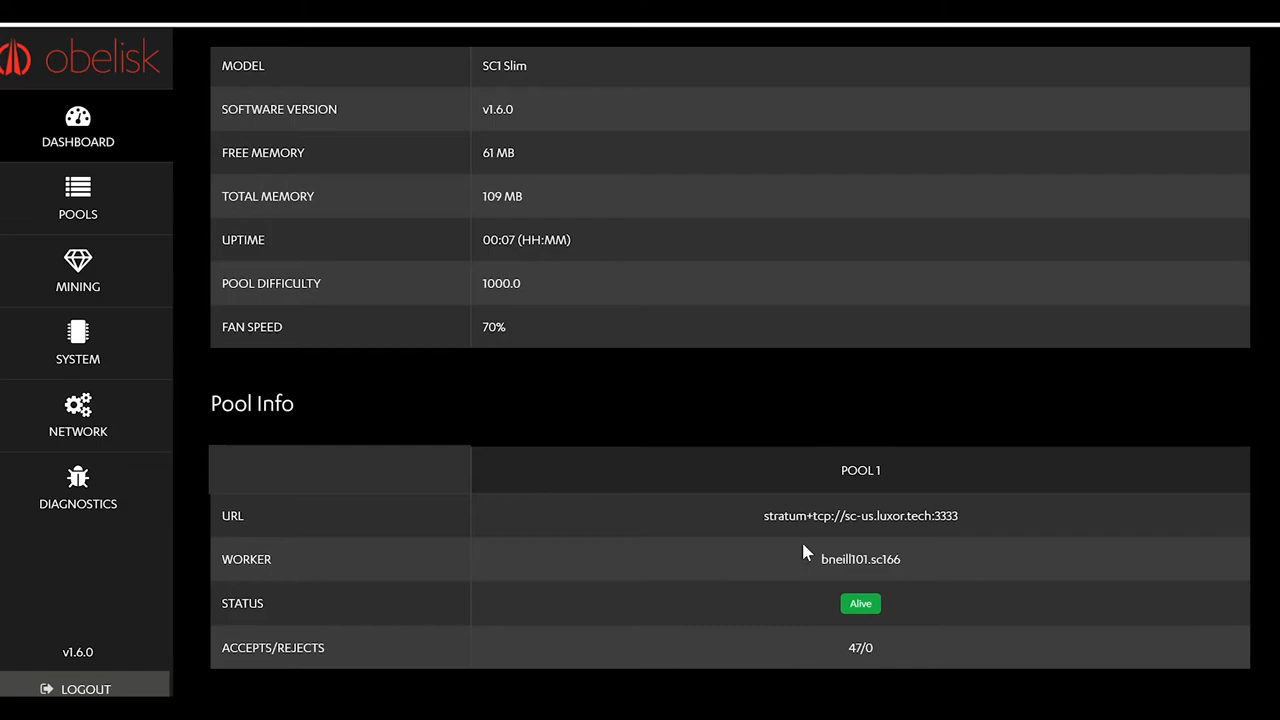 obelisk
DASHBOARD
POOLS
MINING
SYSTEM
NETWORK
DIAGNOSTICS
v1.6.0
LOGOUT
MODEL SC1 Slim
SOFTWARE VERSION v1.6.0
FREE MEMORY 61 MB
TOTAL MEMORY 109 MB
UPTIME 00:07 (HH:MM)
POOL DIFFICULTY 1000.0
FAN SPEED 70%
Pool Info
POOL 1
URL stratum+tcp://sc-us.luxor.tech:3333
WORKER bneill101.sc166
STATUS Alive
ACCEPTS/REJECTS 47/0